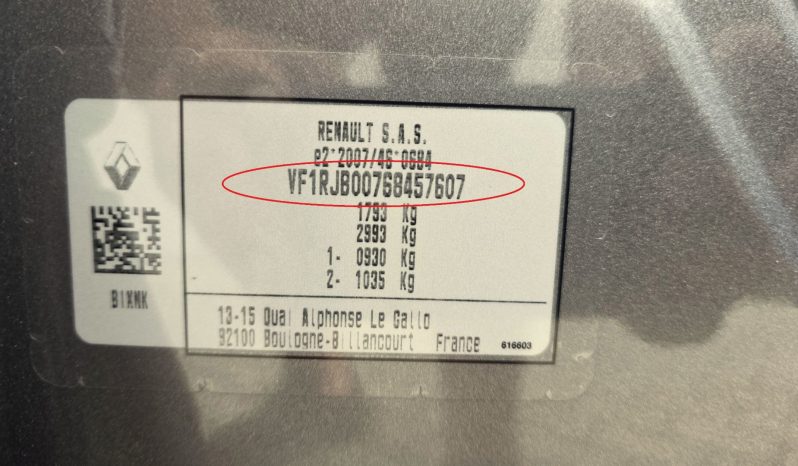 RENAULT S.A.S.
e2*2007/46*0684
VF1RJB00768457607
1793 Kg
2993 Kg
1- 0930 Kg
2- 1035 Kg
BIXMK
13-15 Quai Alphonse Le Gallo
92100 Boulogne-Billancourt France
616603